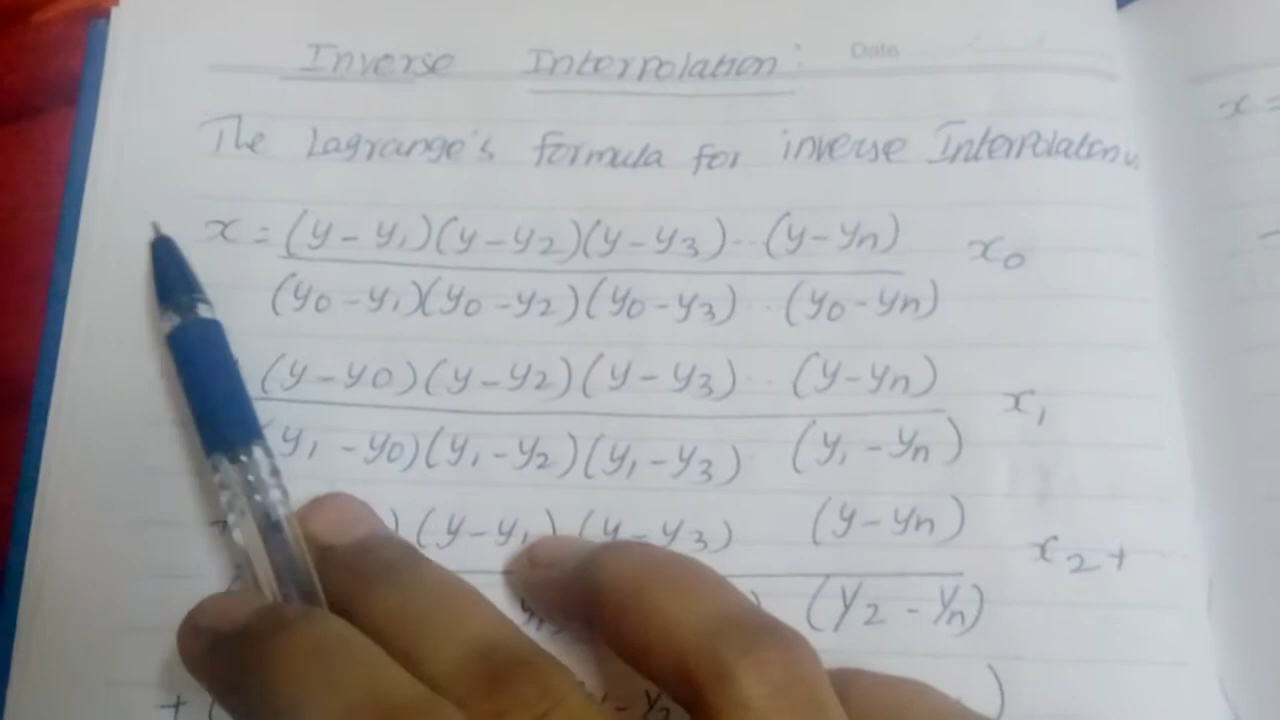 Inverse Interpolation: Date
The Lagrange's formula for inverse Interpolation
x = (y - y₁)(y - y₂)(y - y₃) .. (y - yn) x₀
(y₀ - y₁)(y₀ - y₂)(y₀ - y₃) .. (y₀ - yn)
(y - y₀)(y - y₂)(y - y₃) .. (y - yn) x₁
(y₁ - y₀)(y₁ - y₂)(y₁ - y₃) (y₁ - yn)
)(y - y₁)(y - y₃) (y - yn) x₂ +
(y₂ - yn)
+ (
x =